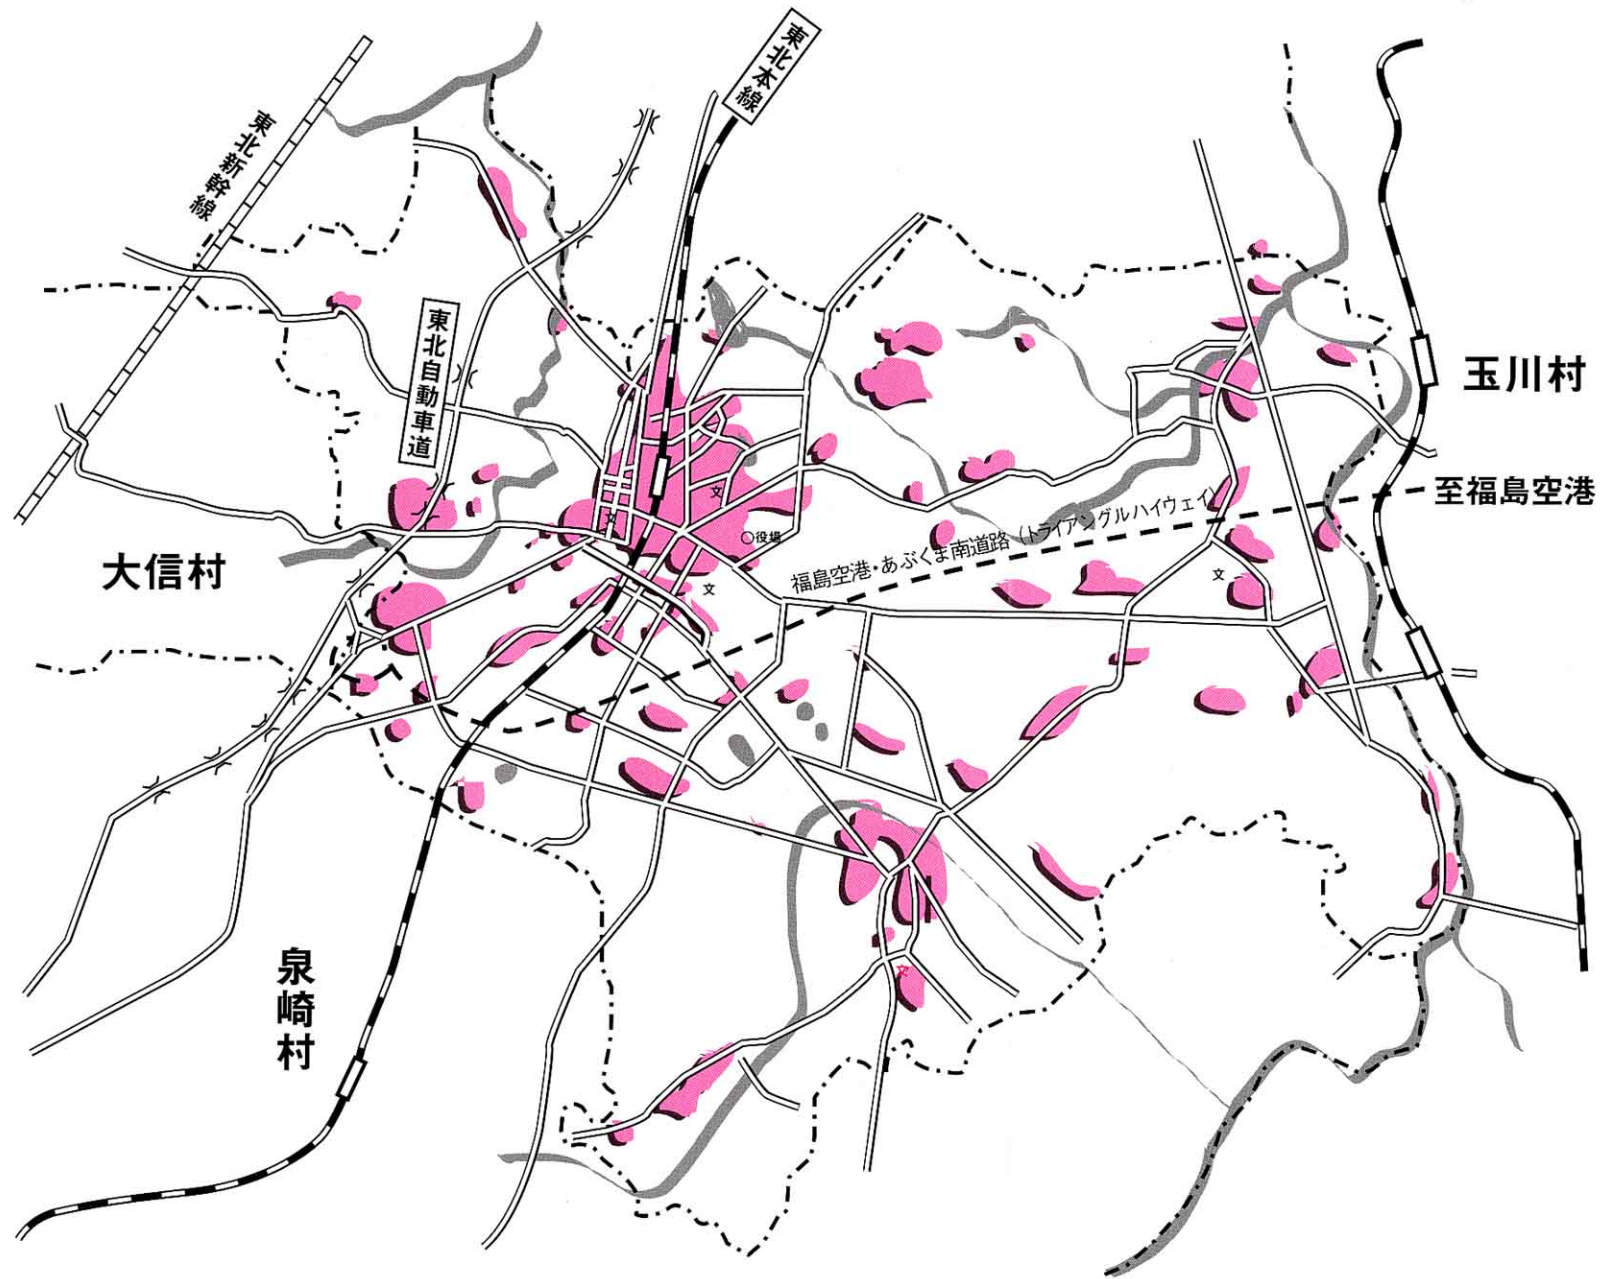 東北本線
東北新幹線
東北自動車道
玉川村
至福島空港
文
文
○役場
福島空港・あぶくま南道路（トライアングルハイウェイ）
大信村
文
文
泉崎村
文